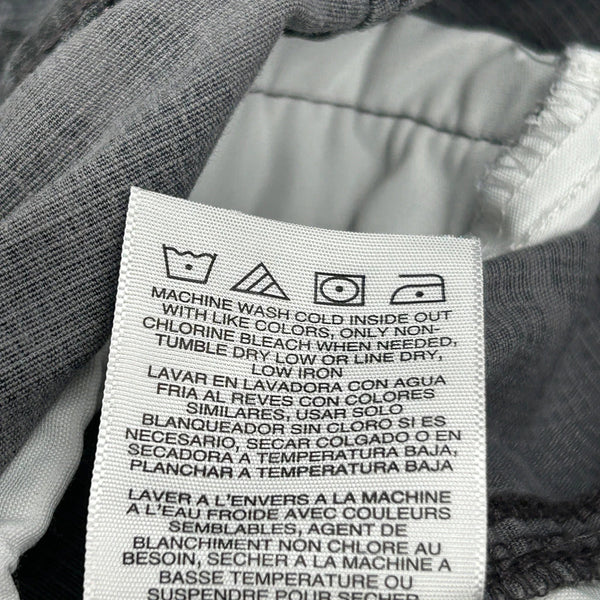 MACHINE WASH COLD INSIDE OUT
WITH LIKE COLORS, ONLY NON-
CHLORINE BLEACH WHEN NEEDED,
TUMBLE DRY LOW OR LINE DRY,
LOW IRON
LAVAR EN LAVADORA CON AGUA
FRIA AL REVES CON COLORES
SIMILARES, USAR SOLO
BLANQUEADOR SIN CLORO SI ES
NECESARIO, SECAR COLGADO O EN
SECADORA A TEMPERATURA BAJA,
PLANCHAR A TEMPERATURA BAJA
LAVER A L'ENVERS A LA MACHINE
A L'EAU FROIDE AVEC COULEURS
SEMBLABLES, AGENT DE
BLANCHIMENT NON CHLORE AU
BESOIN, SECHER A LA MACHINE A
BASSE TEMPERATURE OU
SUSPENDRE POUR SECHER